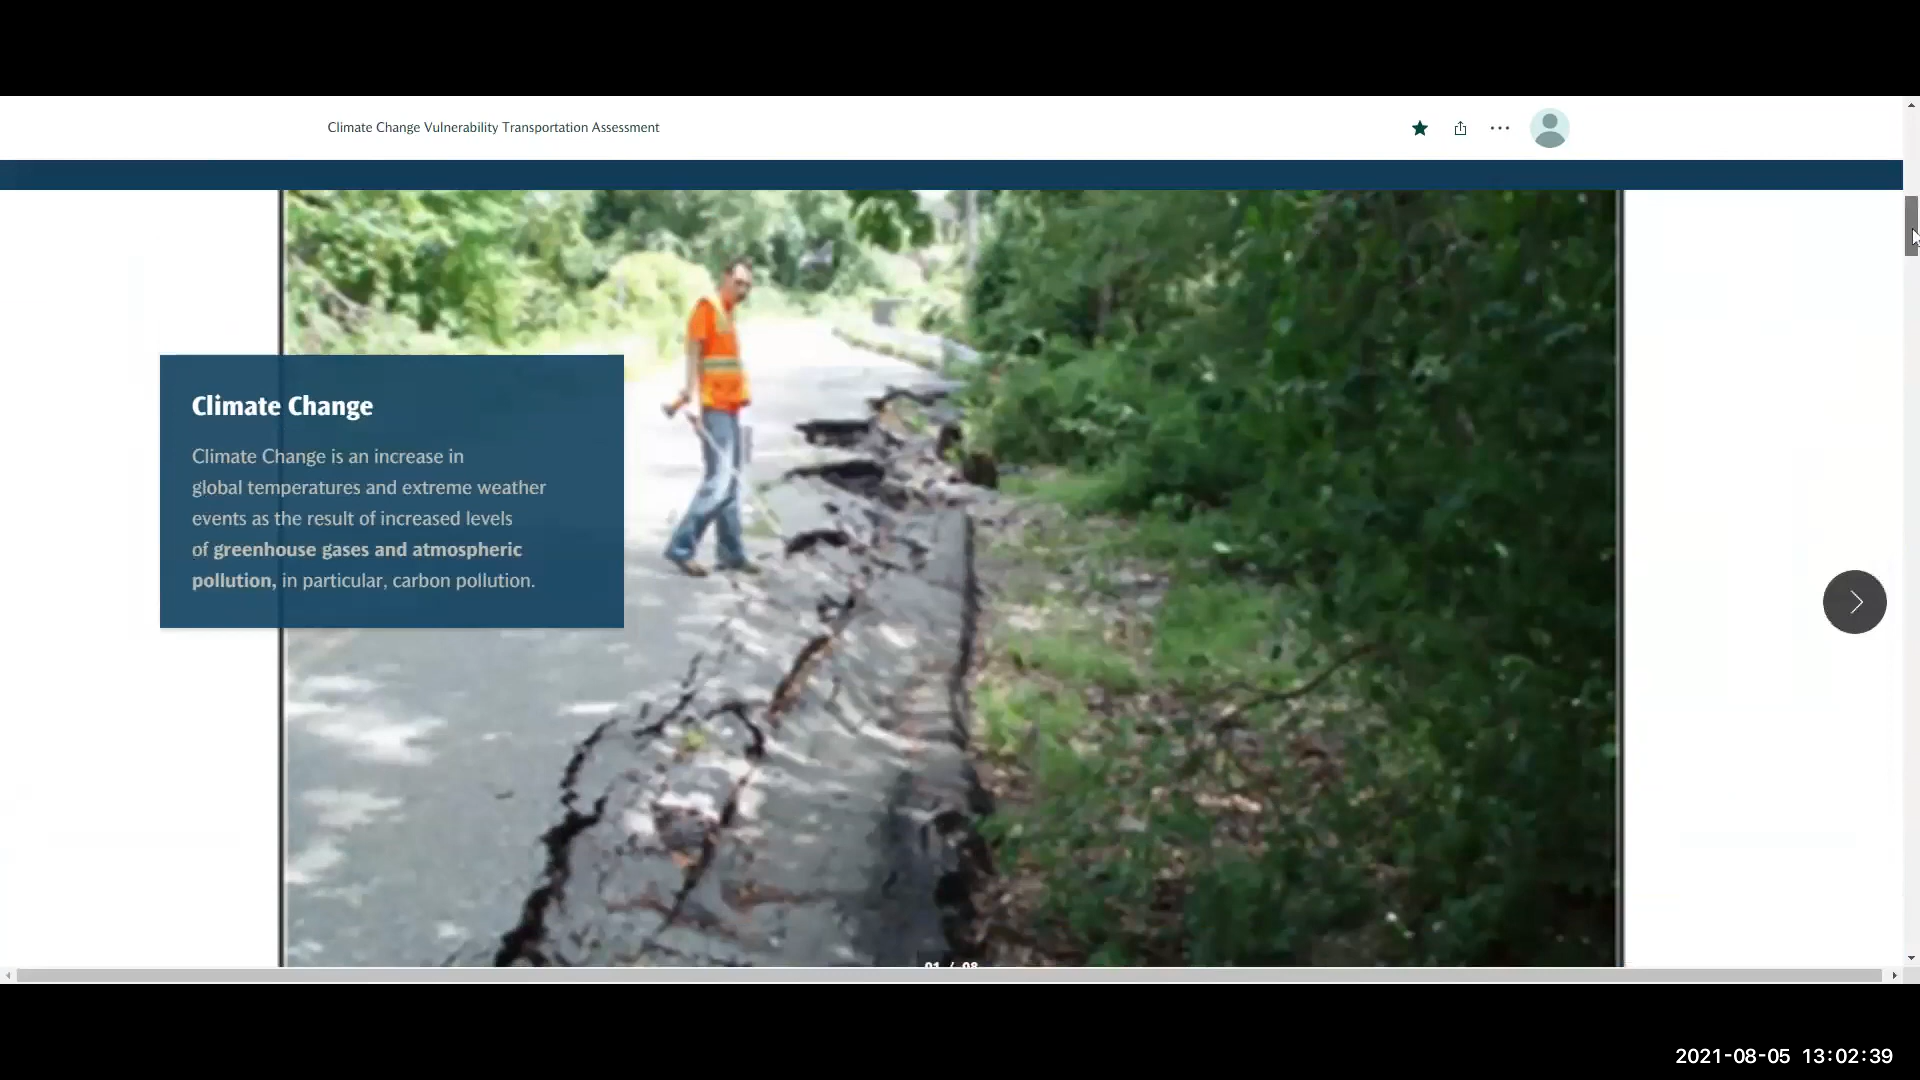 Climate Change Vulnerability Transportation Assessment
Climate Change
Climate Change is an increase in
global temperatures and extreme weather
events as the result of increased levels
of greenhouse gases and atmospheric
pollution, in particular, carbon pollution.
01 / 08
2021-08-05 13:02:39